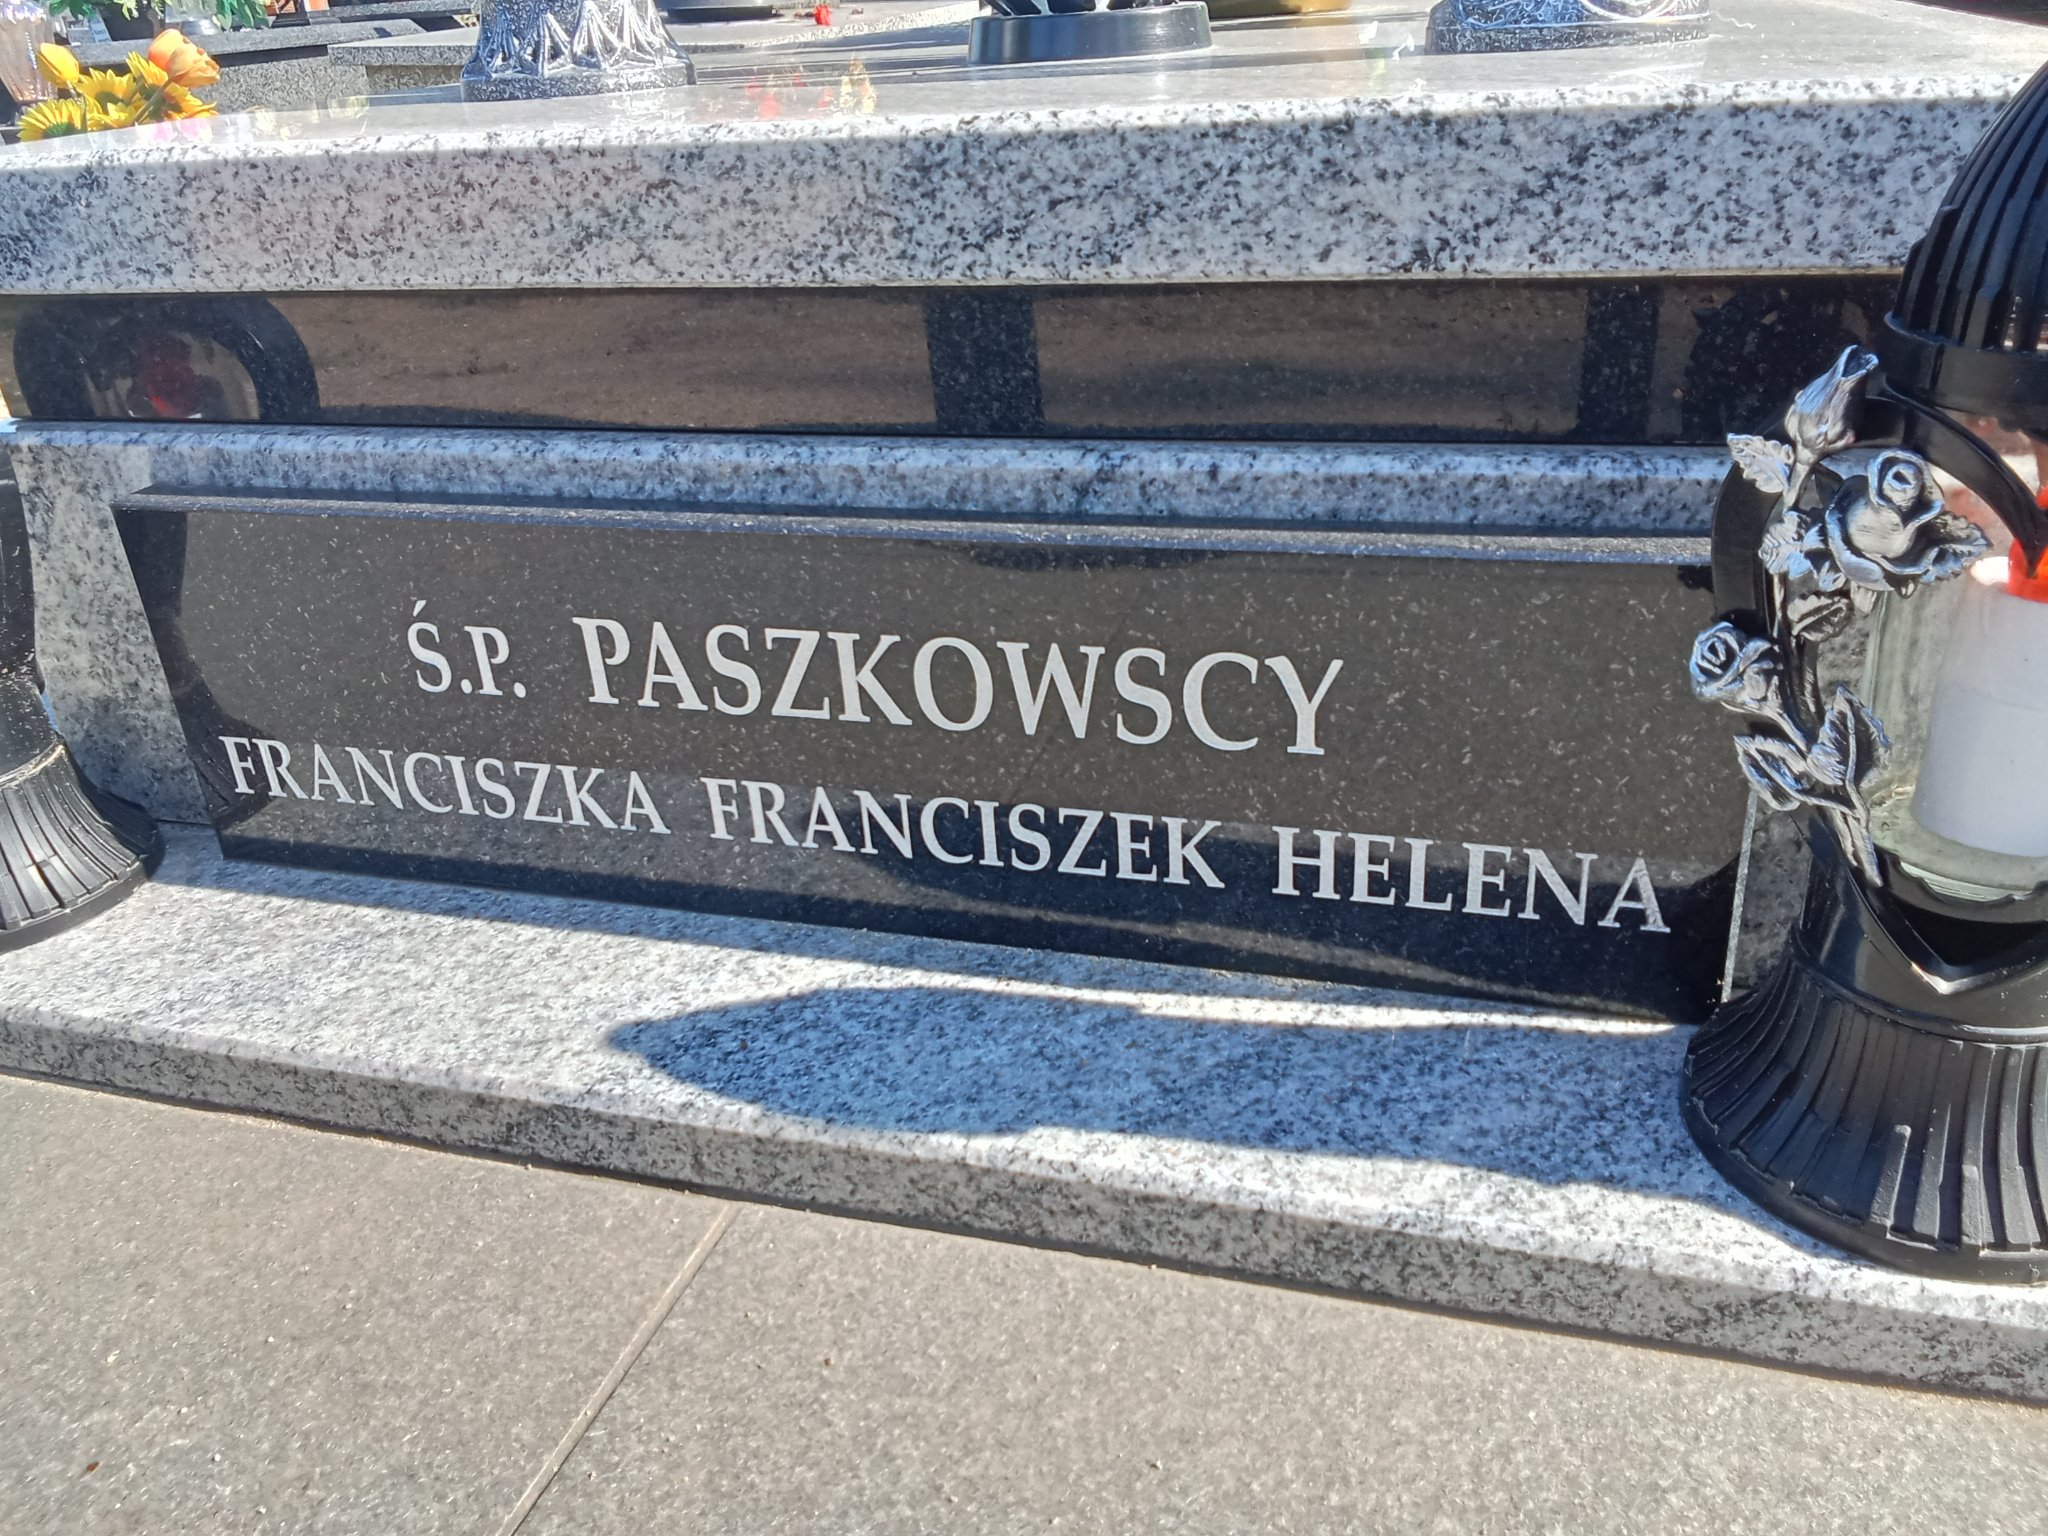 Ś.P. PASZKOWSCY
FRANCISZKA FRANCISZEK HELENA